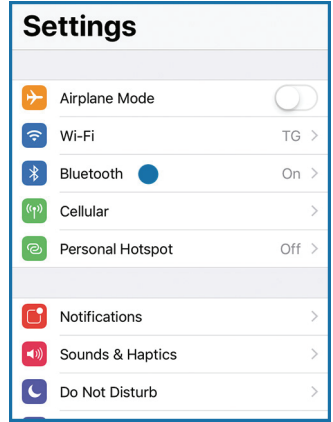 Settings
Airplane Mode
Wi-Fi TG
Bluetooth On
Cellular
Personal Hotspot Off
Notifications
Sounds & Haptics
Do Not Disturb